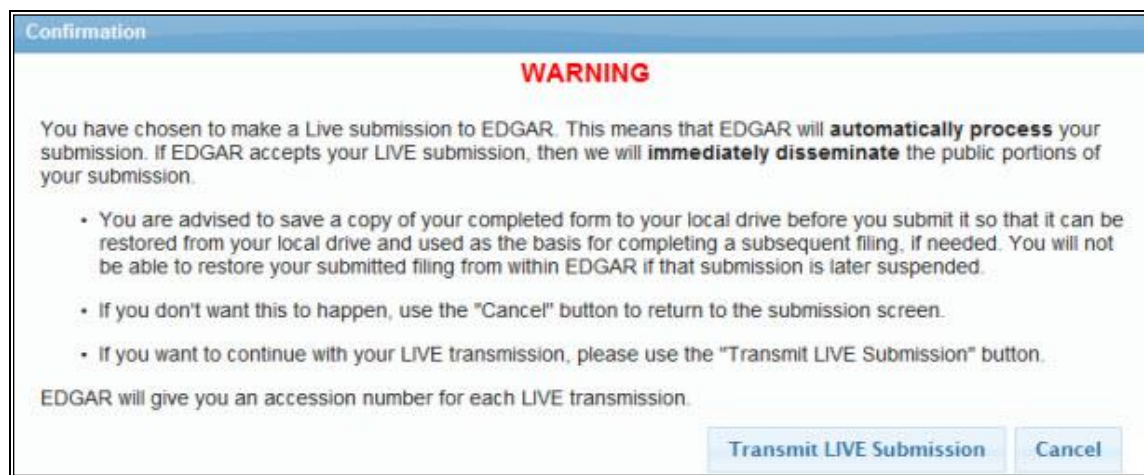 Confirmation
WARNING
You have chosen to make a Live submission to EDGAR. This means that EDGAR will automatically process your
submission. If EDGAR accepts your LIVE submission, then we will immediately disseminate the public portions of
your submission.
• You are advised to save a copy of your completed form to your local drive before you submit it so that it can be
restored from your local drive and used as the basis for completing a subsequent filing, if needed. You will not
be able to restore your submitted filing from within EDGAR if that submission is later suspended.
• If you don't want this to happen, use the "Cancel" button to return to the submission screen.
• If you want to continue with your LIVE transmission, please use the "Transmit LIVE Submission" button.
EDGAR will give you an accession number for each LIVE transmission.
Transmit LIVE Submission Cancel